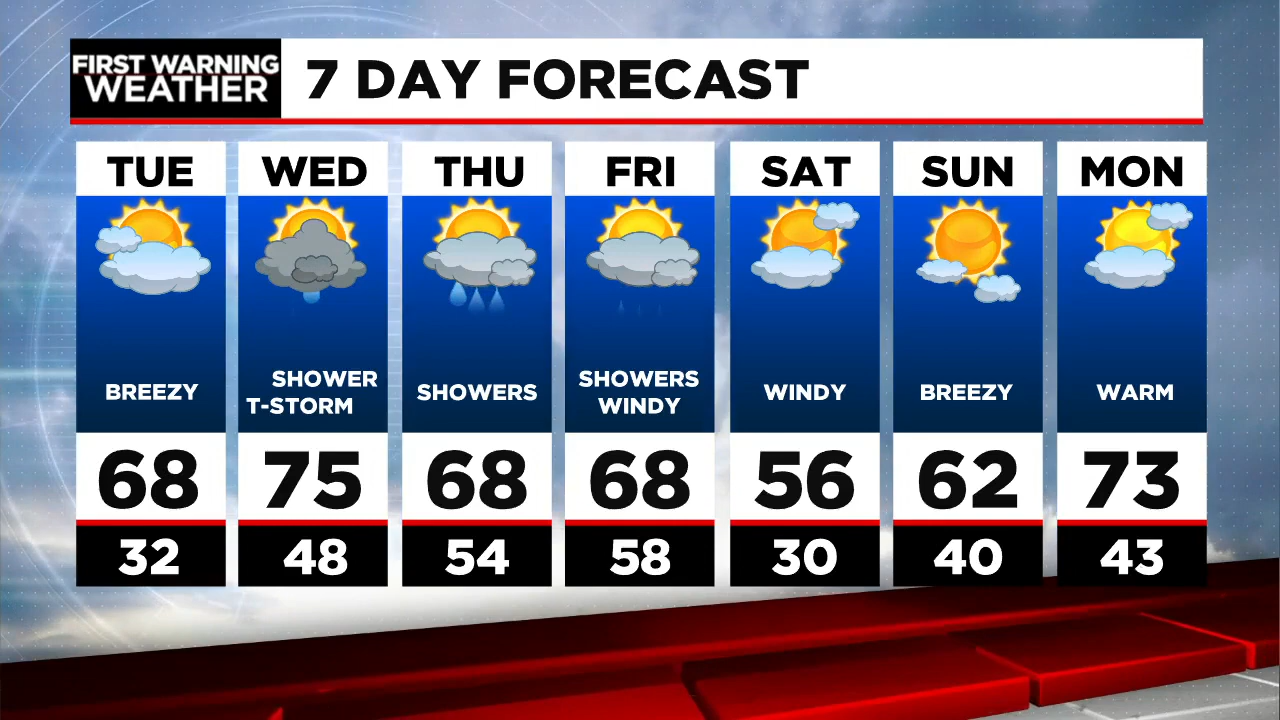 FIRST WARNING
WEATHER
7 DAY FORECAST
TUE
WED
THU
FRI
SAT
SUN
MON
BREEZY
SHOWER
T-STORM
SHOWERS
SHOWERS
WINDY
WINDY
BREEZY
WARM
68
75
68
68
56
62
73
32
48
54
58
30
40
43